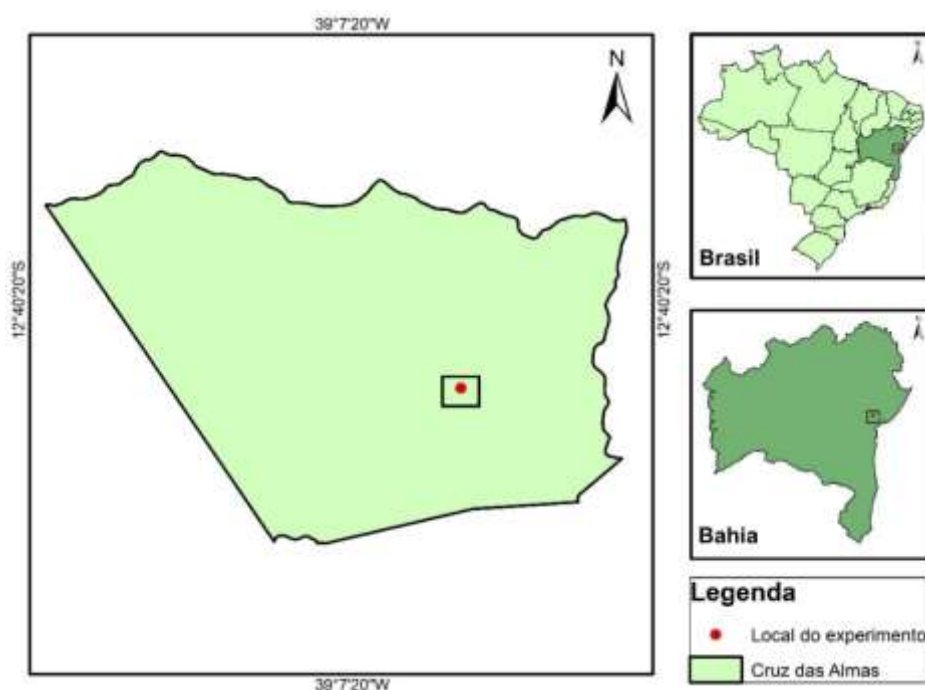 39°7'20"W
N
12°40'20"S
12°40'20"S
39°7'20"W
Brasil
Bahia
Legenda
Local do experimento
Cruz das Almas